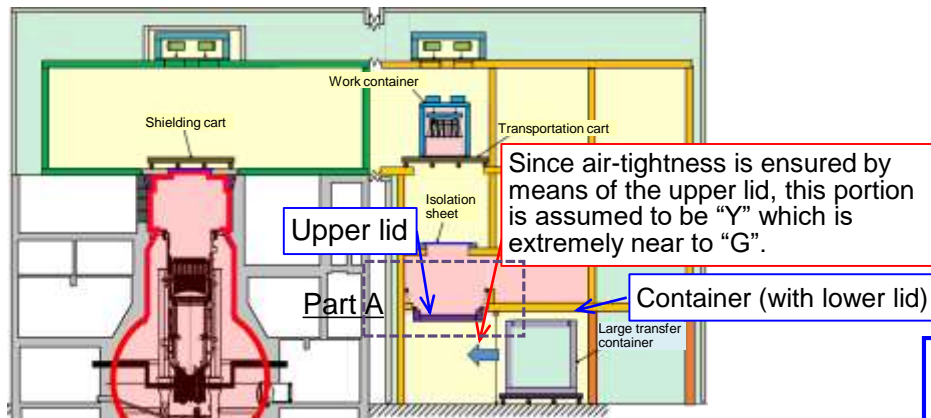 Work container
Shielding cart
Transportation cart
Since air-tightness is ensured by
means of the upper lid, this portion
is assumed to be “Y” which is
extremely near to “G”.
Isolation
sheet
Upper lid
Part A
Container (with lower lid)
Large transfer
container